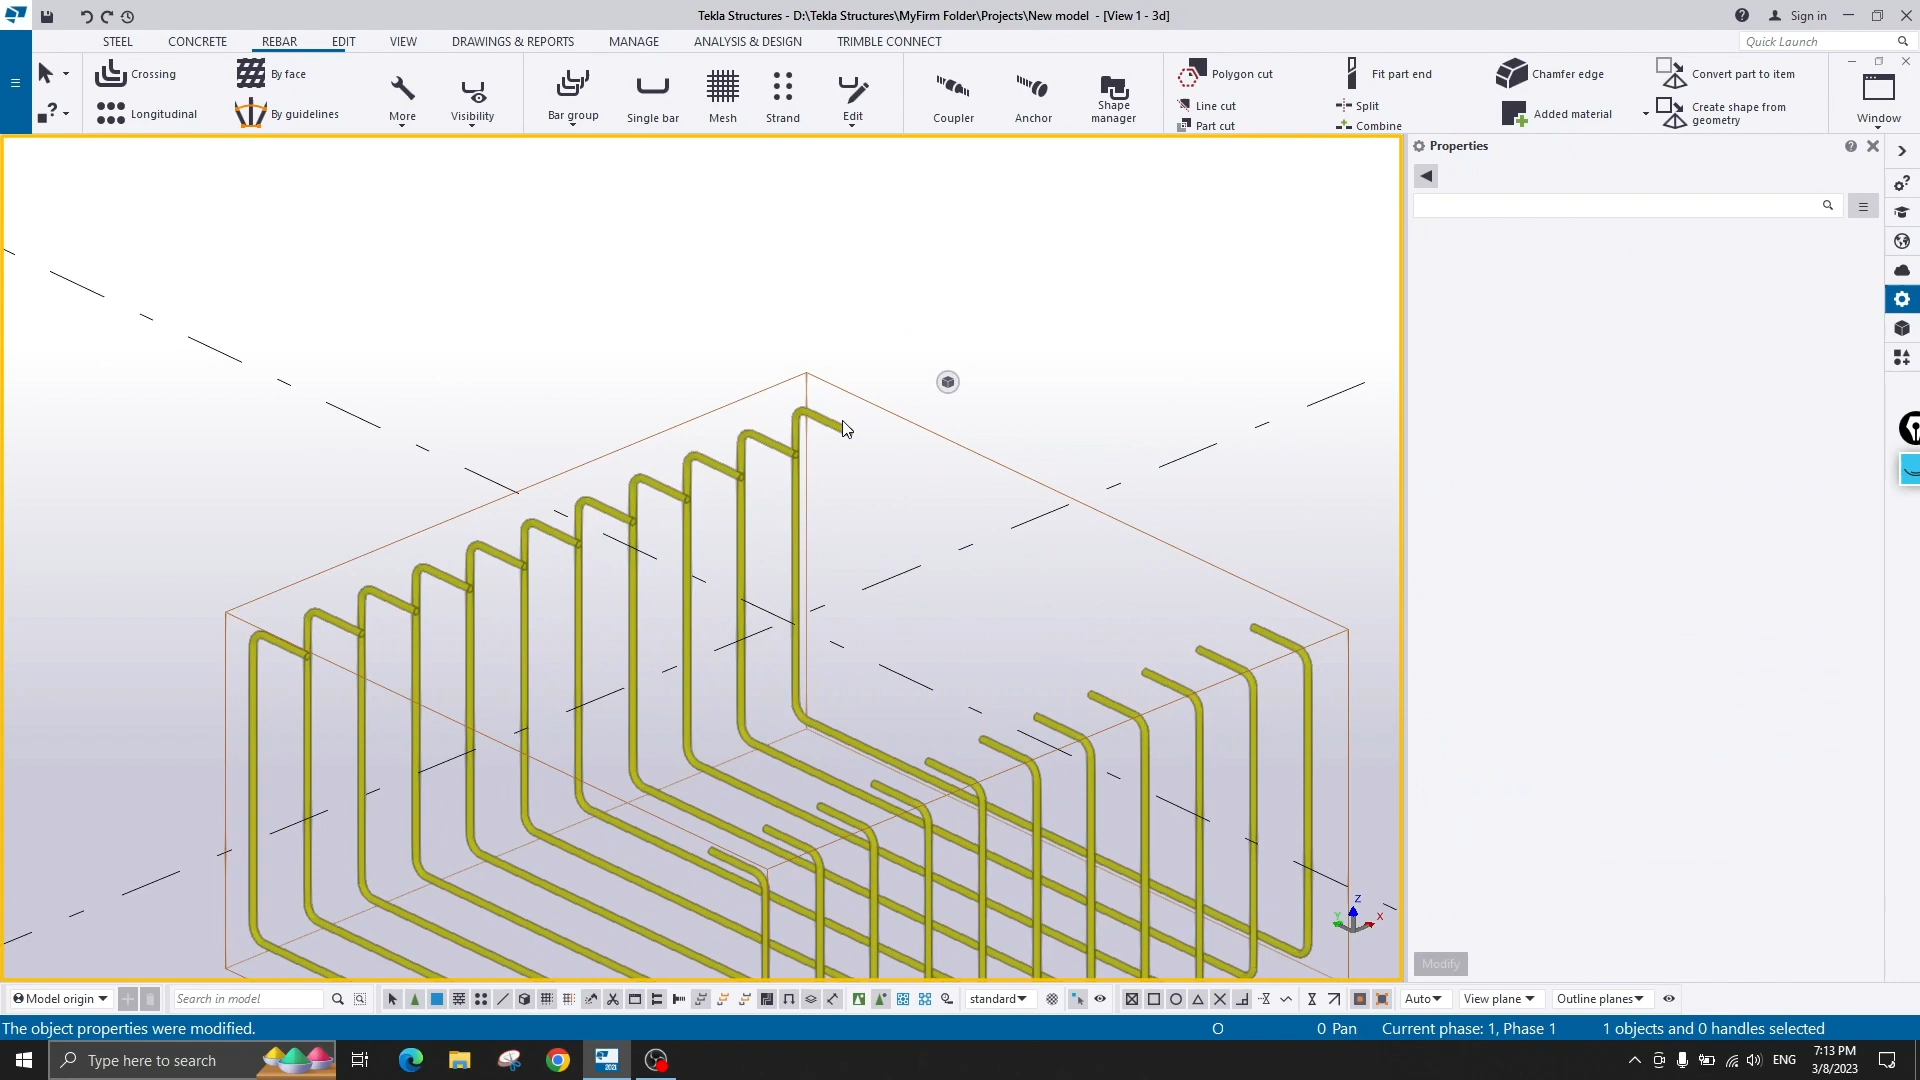 Tekla Structures - D:\Tekla Structures\MyFirm Folder\Projects\New model - [View 1 - 3d]
Sign in
STEEL CONCRETE REBAR EDIT VIEW DRAWINGS & REPORTS MANAGE ANALYSIS & DESIGN TRIMBLE CONNECT
Quick Launch
Crossing
Longitudinal
By face
By guidelines
More
Visibility
Bar group
Single bar
Mesh
Strand
Edit
Coupler
Anchor
Shape
manager
Polygon cut
Line cut
Part cut
Fit part end
Split
Combine
Chamfer edge
Added material
Convert part to item
Create shape from
geometry
Window
Properties
Z
Y
X
Modify
Model origin
Search in model
standard
Auto
View plane
Outline planes
The object properties were modified.
O
0 Pan
Current phase: 1, Phase 1
1 objects and 0 handles selected
Type here to search
2021
ENG
7:13 PM
3/8/2023